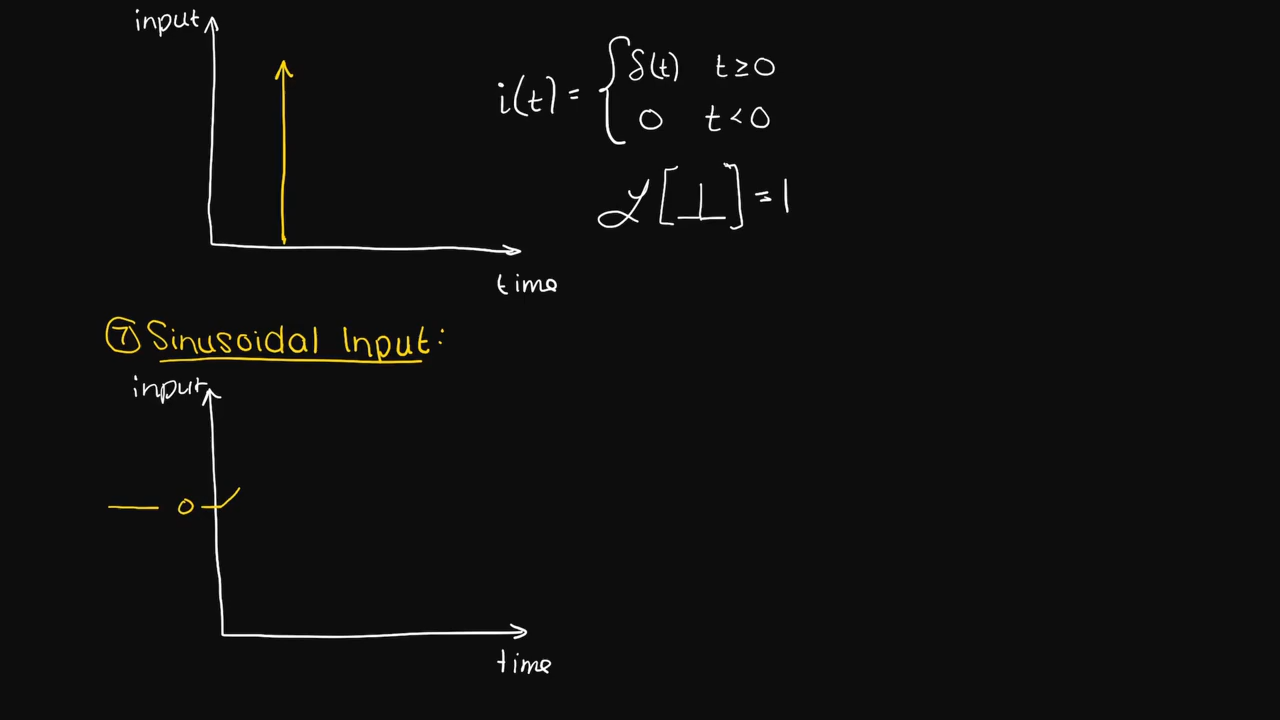 input
i(t) = { δ(t) t ≥ 0
0 t < 0
ℒ[⊥] = 1
time
⑦ Sinusoidal Input:
input
0
time